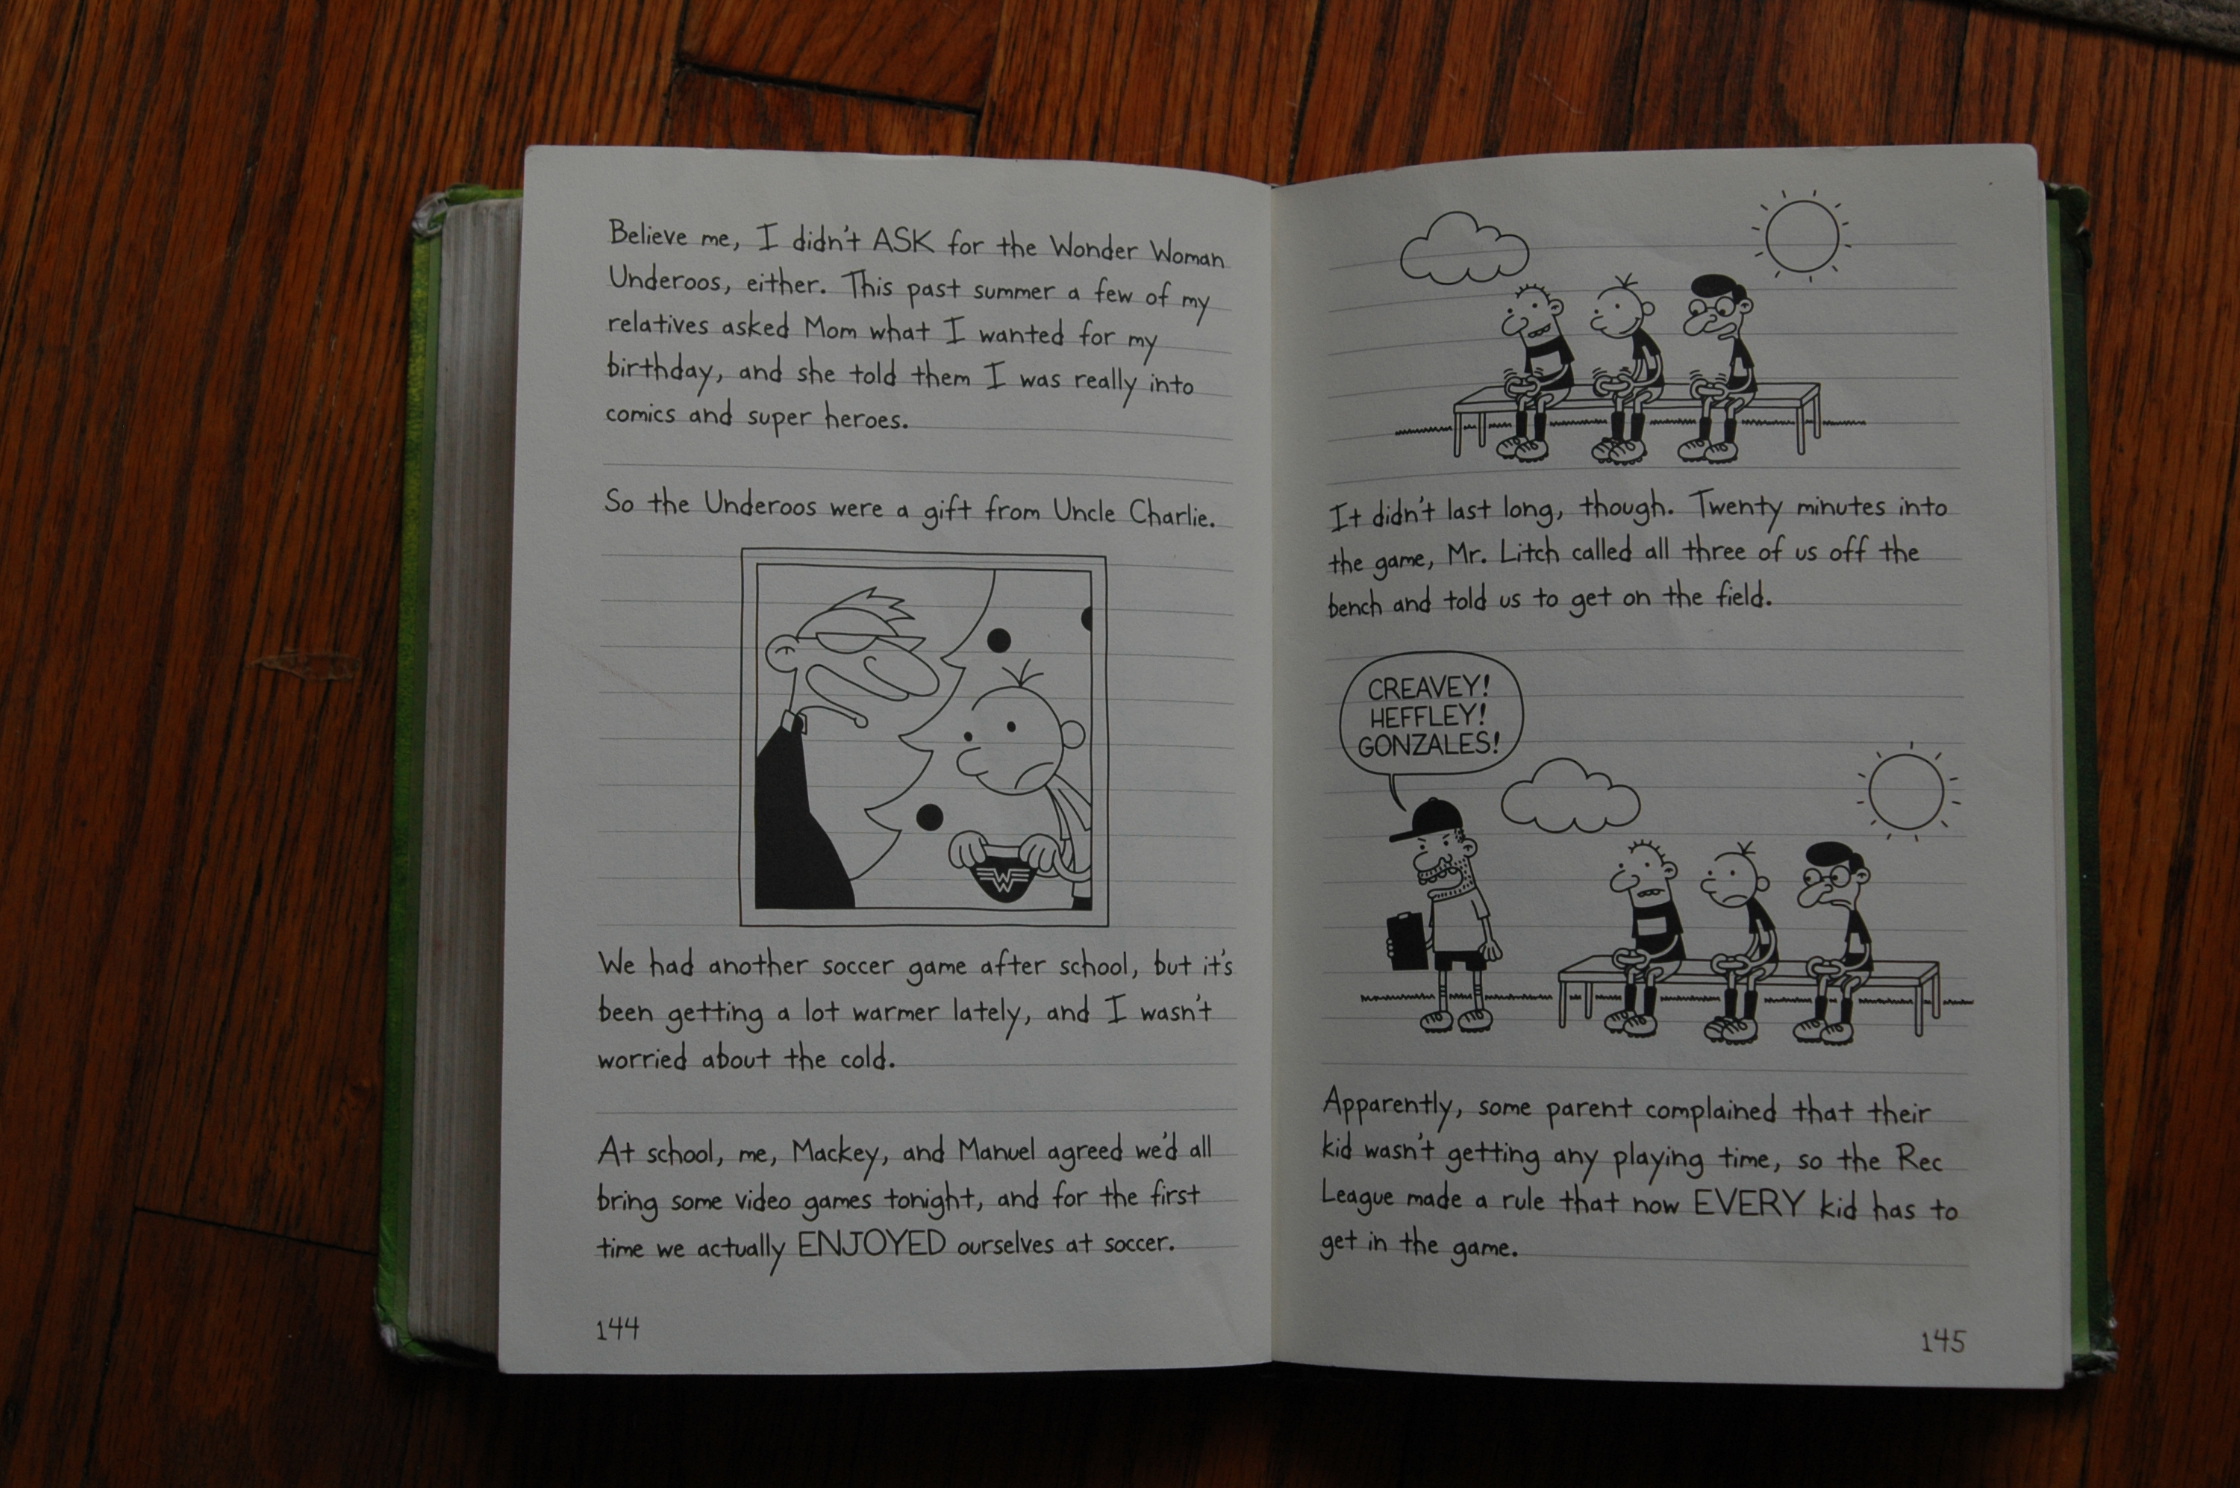 Believe me, I didn't ASK for the Wonder Woman
Underoos, either. This past summer a few of my
relatives asked Mom what I wanted for my
birthday, and she told them I was really into
comics and super heroes.
So the Underoos were a gift from Uncle Charlie.
We had another soccer game after school, but it's
been getting a lot warmer lately, and I wasn't
worried about the cold.
At school, me, Mackey, and Manuel agreed we'd all
bring some video games tonight, and for the first
time we actually ENJOYED ourselves at soccer.
144
It didn't last long, though. Twenty minutes into
the game, Mr. Litch called all three of us off the
bench and told us to get on the field.
CREAVEY!
HEFFLEY!
GONZALES!
Apparently, some parent complained that their
kid wasn't getting any playing time, so the Rec
League made a rule that now EVERY kid has to
get in the game.
145